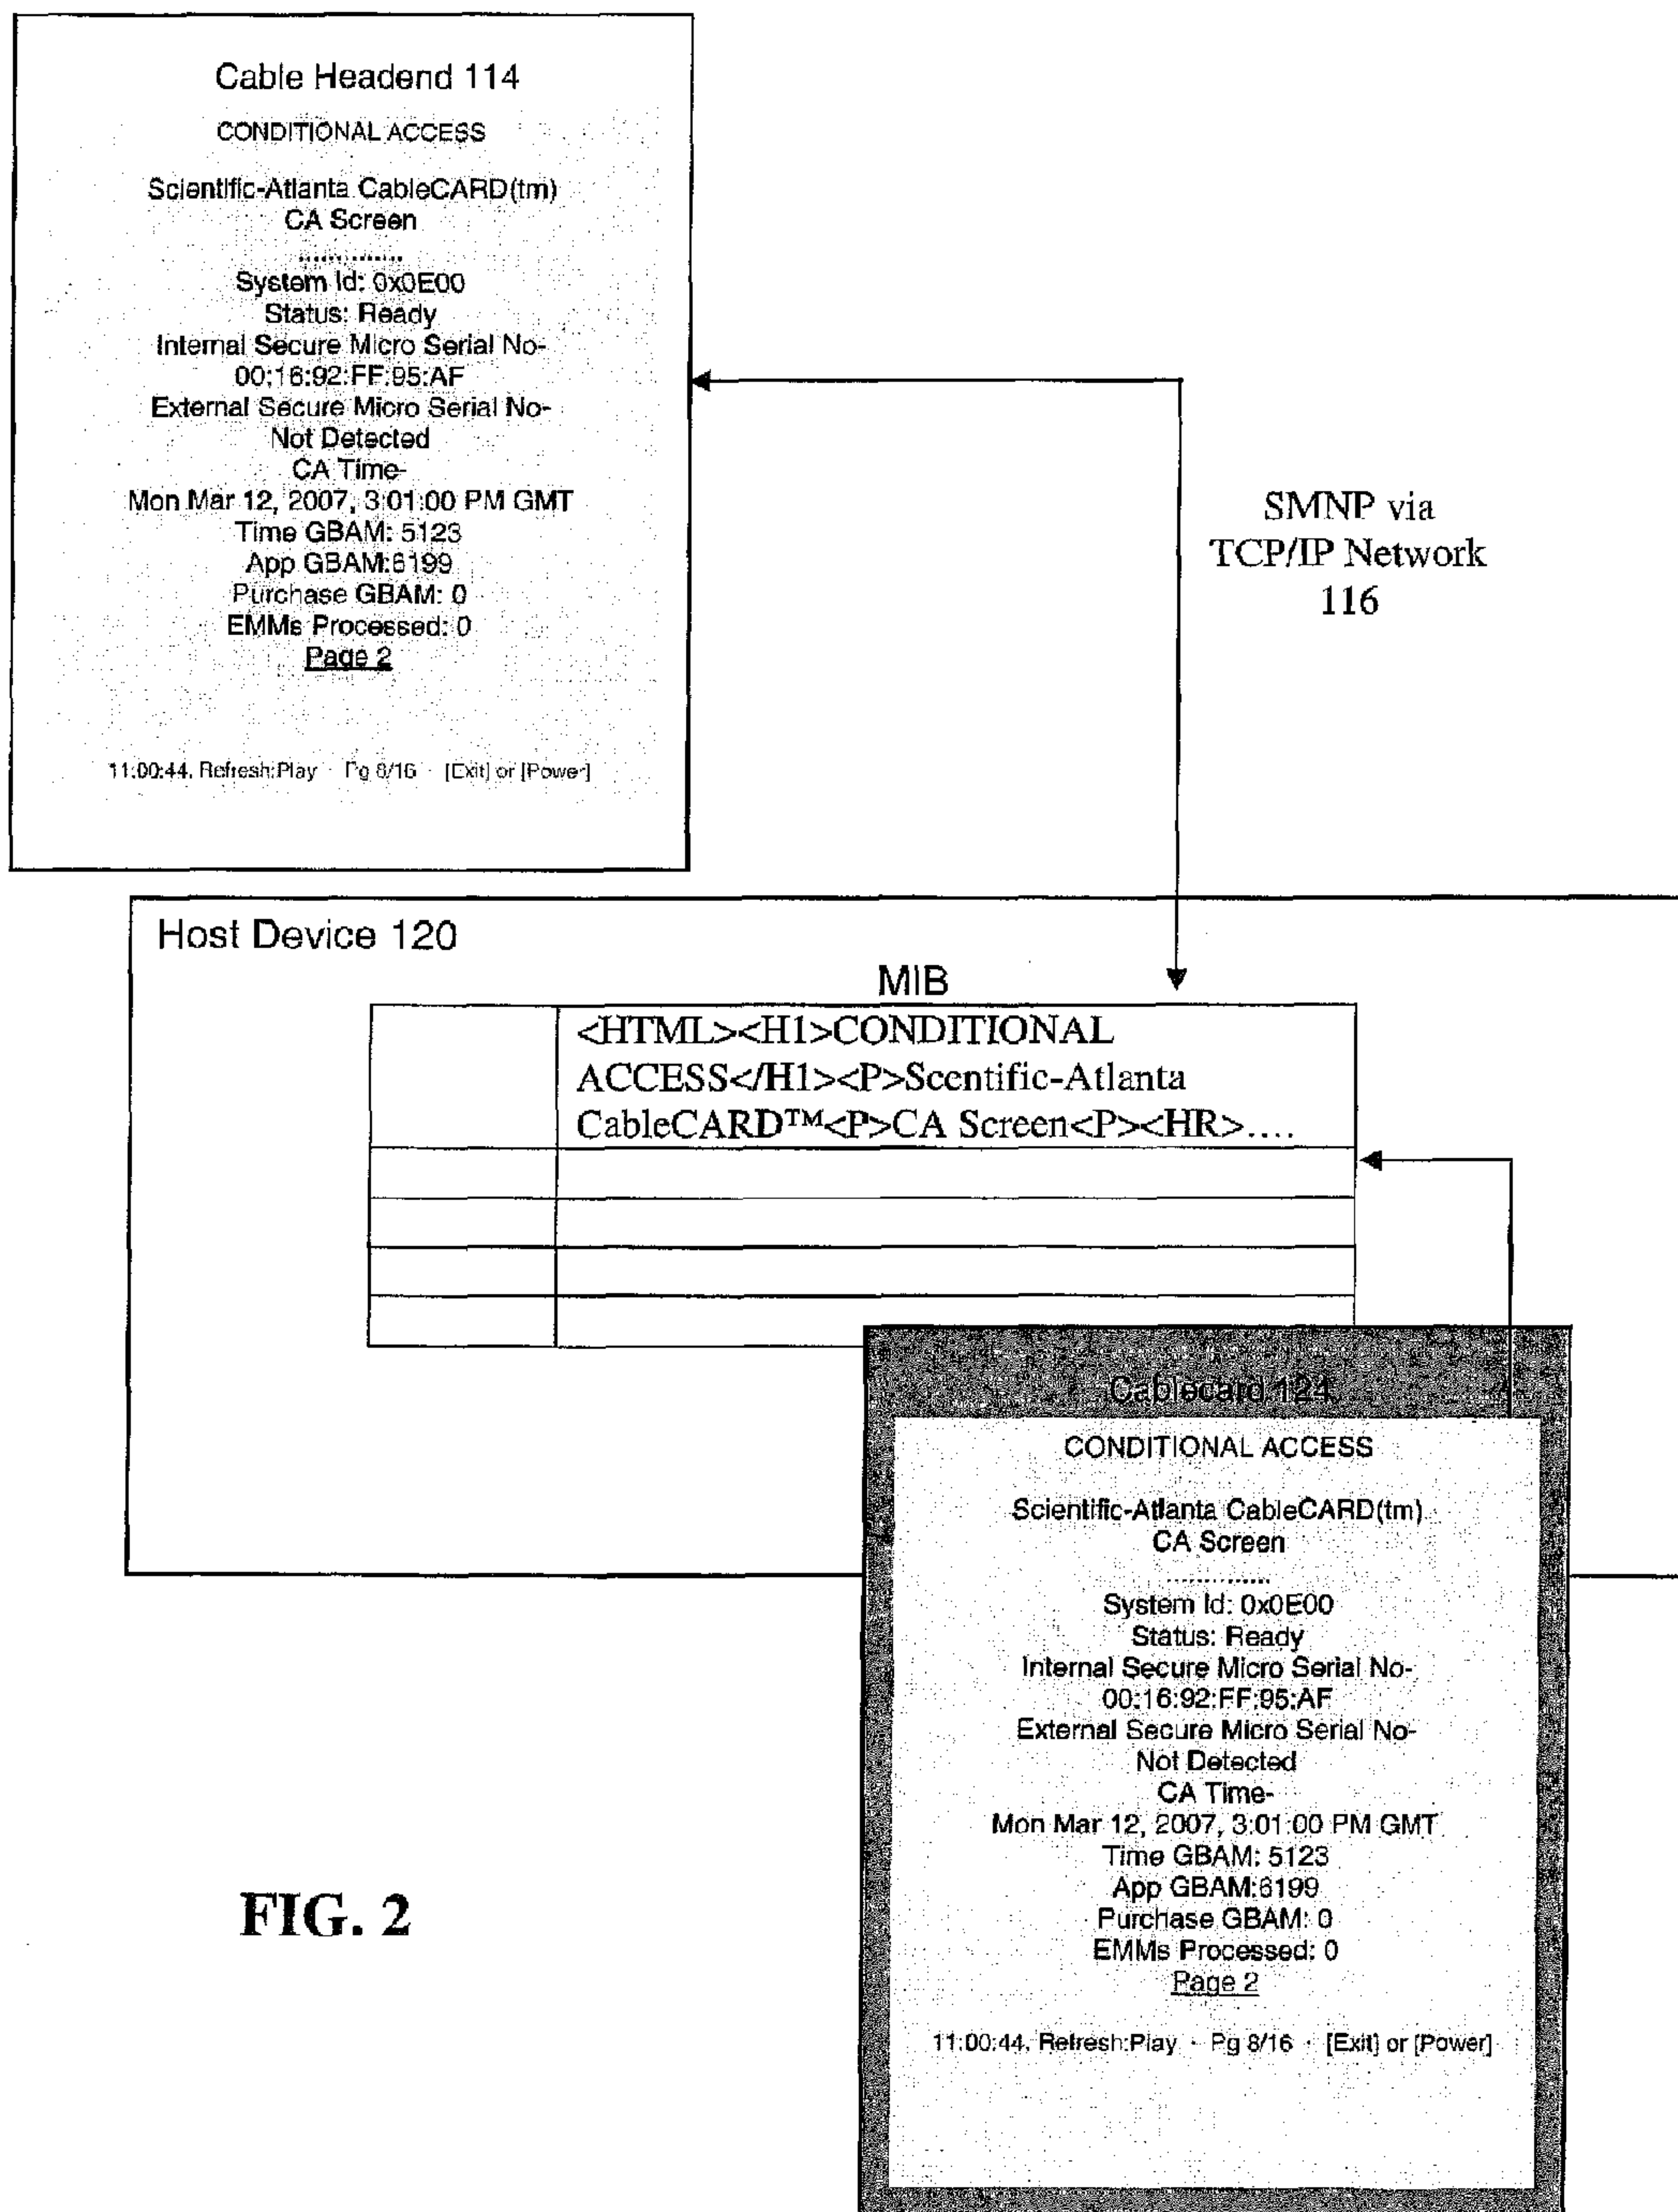 Cable Headend 114
CONDITIONAL ACCESS
Scientific-Atlanta CableCARD(tm)
CA Screen
.............
System Id: 0x0E00
Status: Ready
Internal Secure Micro Serial No-
00:16:92:FF:95:AF
External Secure Micro Serial No-
Not Detected
CA Time-
Mon Mar 12, 2007, 3:01:00 PM GMT
Time GBAM: 5123
App GBAM:6199
Purchase GBAM: 0
EMMs Processed: 0
Page 2
11:00:44. Refresh:Play - Pg 8/16 - [Exit] or [Power]
SMNP via
TCP/IP Network
116
Host Device 120
MIB
<HTML><H1>CONDITIONAL
ACCESS</H1><P>Scentific-Atlanta
CableCARD™<P>CA Screen<P><HR>....
Cablecard 124
CONDITIONAL ACCESS
Scientific-Atlanta CableCARD(tm)
CA Screen
.............
System Id: 0x0E00
Status: Ready
Internal Secure Micro Serial No-
00:16:92:FF:95:AF
External Secure Micro Serial No-
Not Detected
CA Time-
Mon Mar 12, 2007, 3:01:00 PM GMT
Time GBAM: 5123
App GBAM:6199
Purchase GBAM: 0
EMMs Processed: 0
Page 2
11:00:44. Refresh:Play - Pg 8/16 - [Exit] or [Power]
FIG. 2